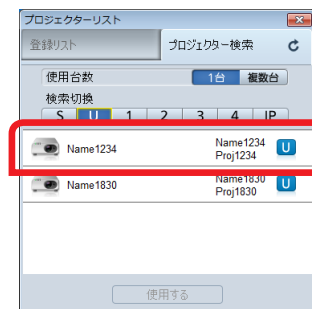 プロジェクターリスト
登録リスト プロジェクター検索
使用台数 1台 複数台
検索切換
S U 1 2 3 4 IP
Name1234 Name1234 U
Proj1234
Name1830 Name1830 U
Proj1830
使用する